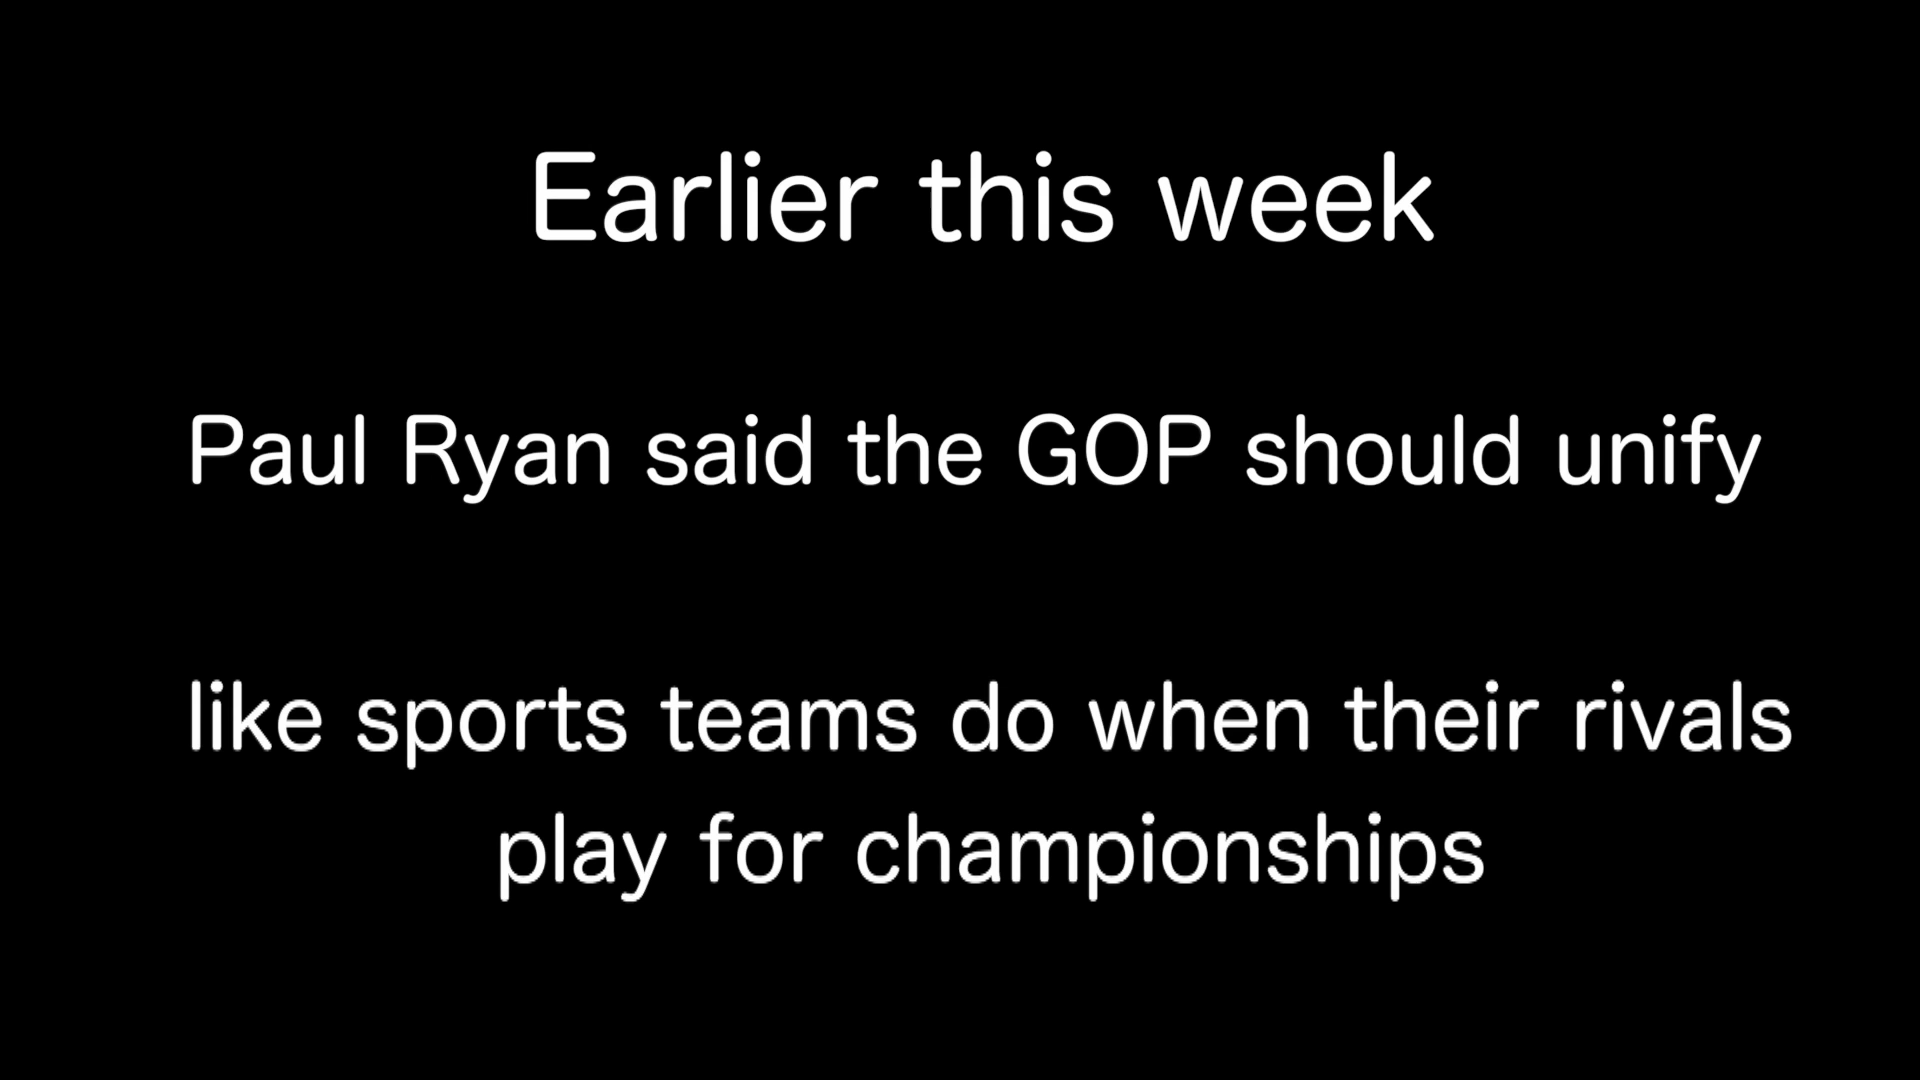 Earlier this week
Paul Ryan said the GOP should unify
like sports teams do when their rivals
play for championships